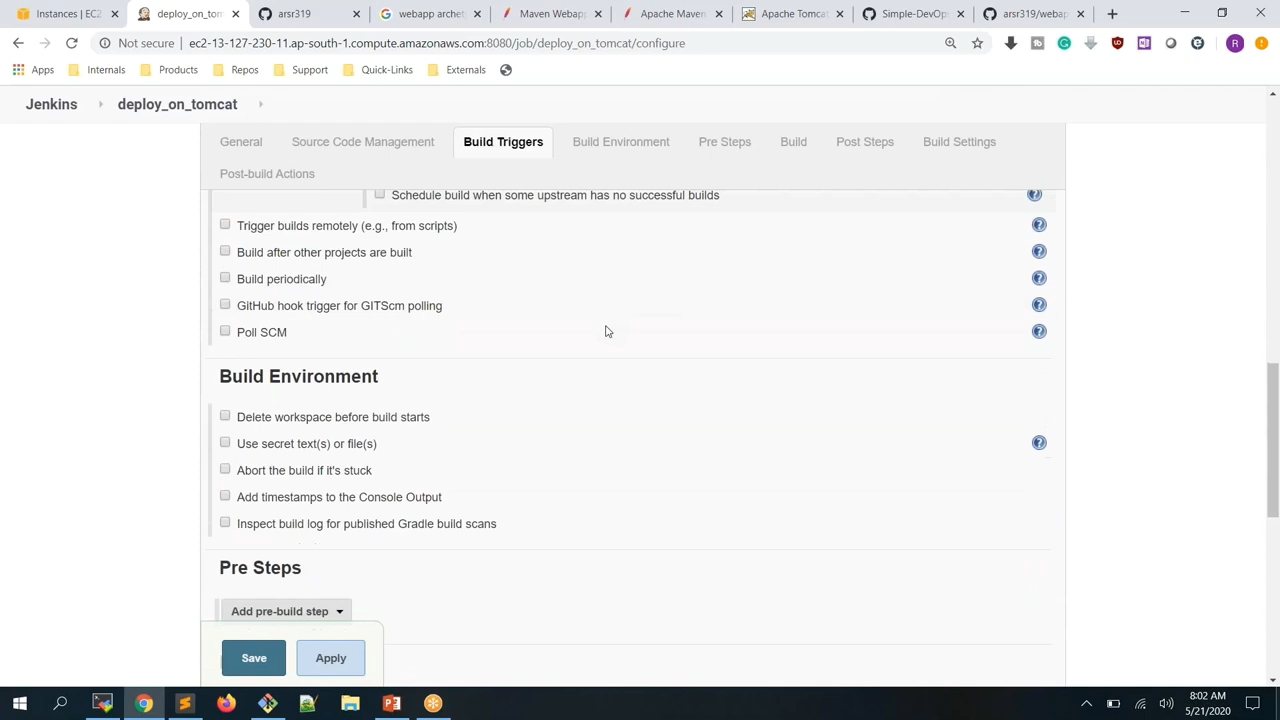 Instances | EC2
deploy_on_tom
arsr319
webapp archet
Maven Webapp
Apache Maven
Apache Tomcat
Simple-DevOp
arsr319/webap
Not secure
ec2-13-127-230-11.ap-south-1.compute.amazonaws.com:8080/job/deploy_on_tomcat/configure
R
Apps
Internals
Products
Repos
Support
Quick-Links
Externals
Jenkins
deploy_on_tomcat
General
Source Code Management
Build Triggers
Build Environment
Pre Steps
Build
Post Steps
Build Settings
Post-build Actions
Schedule build when some upstream has no successful builds
Trigger builds remotely (e.g., from scripts)
Build after other projects are built
Build periodically
GitHub hook trigger for GITScm polling
Poll SCM
Build Environment
Delete workspace before build starts
Use secret text(s) or file(s)
Abort the build if it's stuck
Add timestamps to the Console Output
Inspect build log for published Gradle build scans
Pre Steps
Add pre-build step
Save
Apply
8:02 AM
5/21/2020